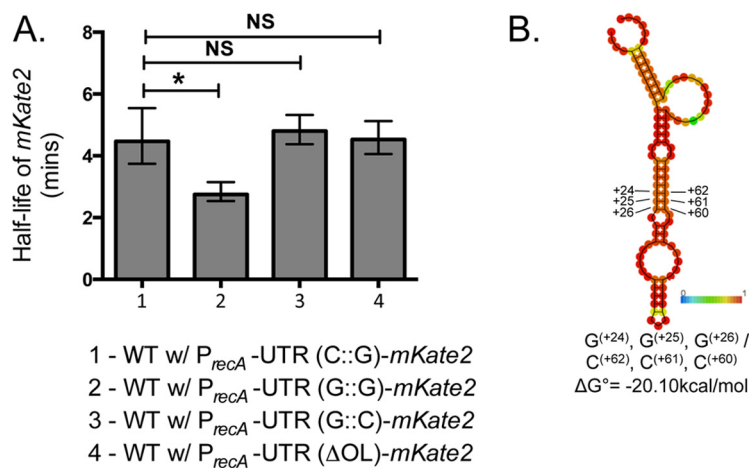 A.
B.
NS
NS
*
Half-life of mKate2
(mins)
8
6
4
2
0
1 2 3 4
1 - WT w/ PrecA -UTR (C::G)-mKate2
2 - WT w/ PrecA -UTR (G::G)-mKate2
3 - WT w/ PrecA -UTR (G::C)-mKate2
4 - WT w/ PrecA -UTR (ΔOL)-mKate2
+24 +62
+25 +61
+26 +60
0 1
G(+24), G(+25), G(+26) /
C(+62), C(+61), C(+60)
ΔG°= -20.10kcal/mol